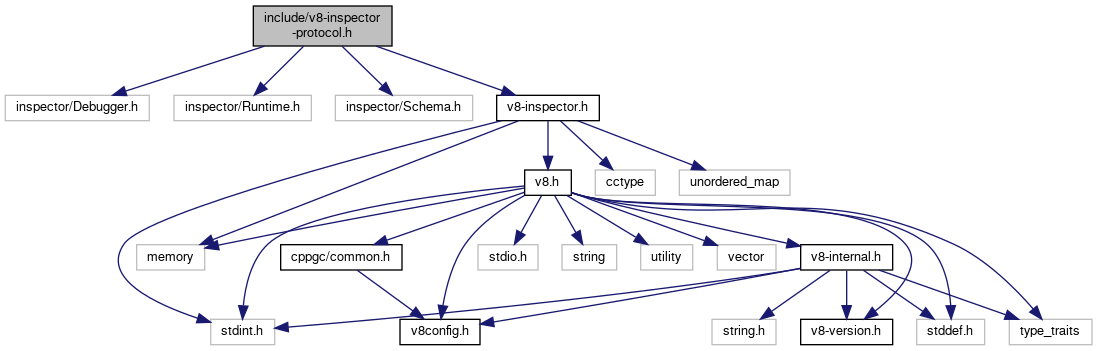 include/v8-inspector
-protocol.h
inspector/Debugger.h
inspector/Runtime.h
inspector/Schema.h
v8-inspector.h
v8.h
cctype
unordered_map
memory
cppgc/common.h
stdio.h
string
utility
vector
v8-internal.h
stdint.h
v8config.h
string.h
v8-version.h
stddef.h
type_traits